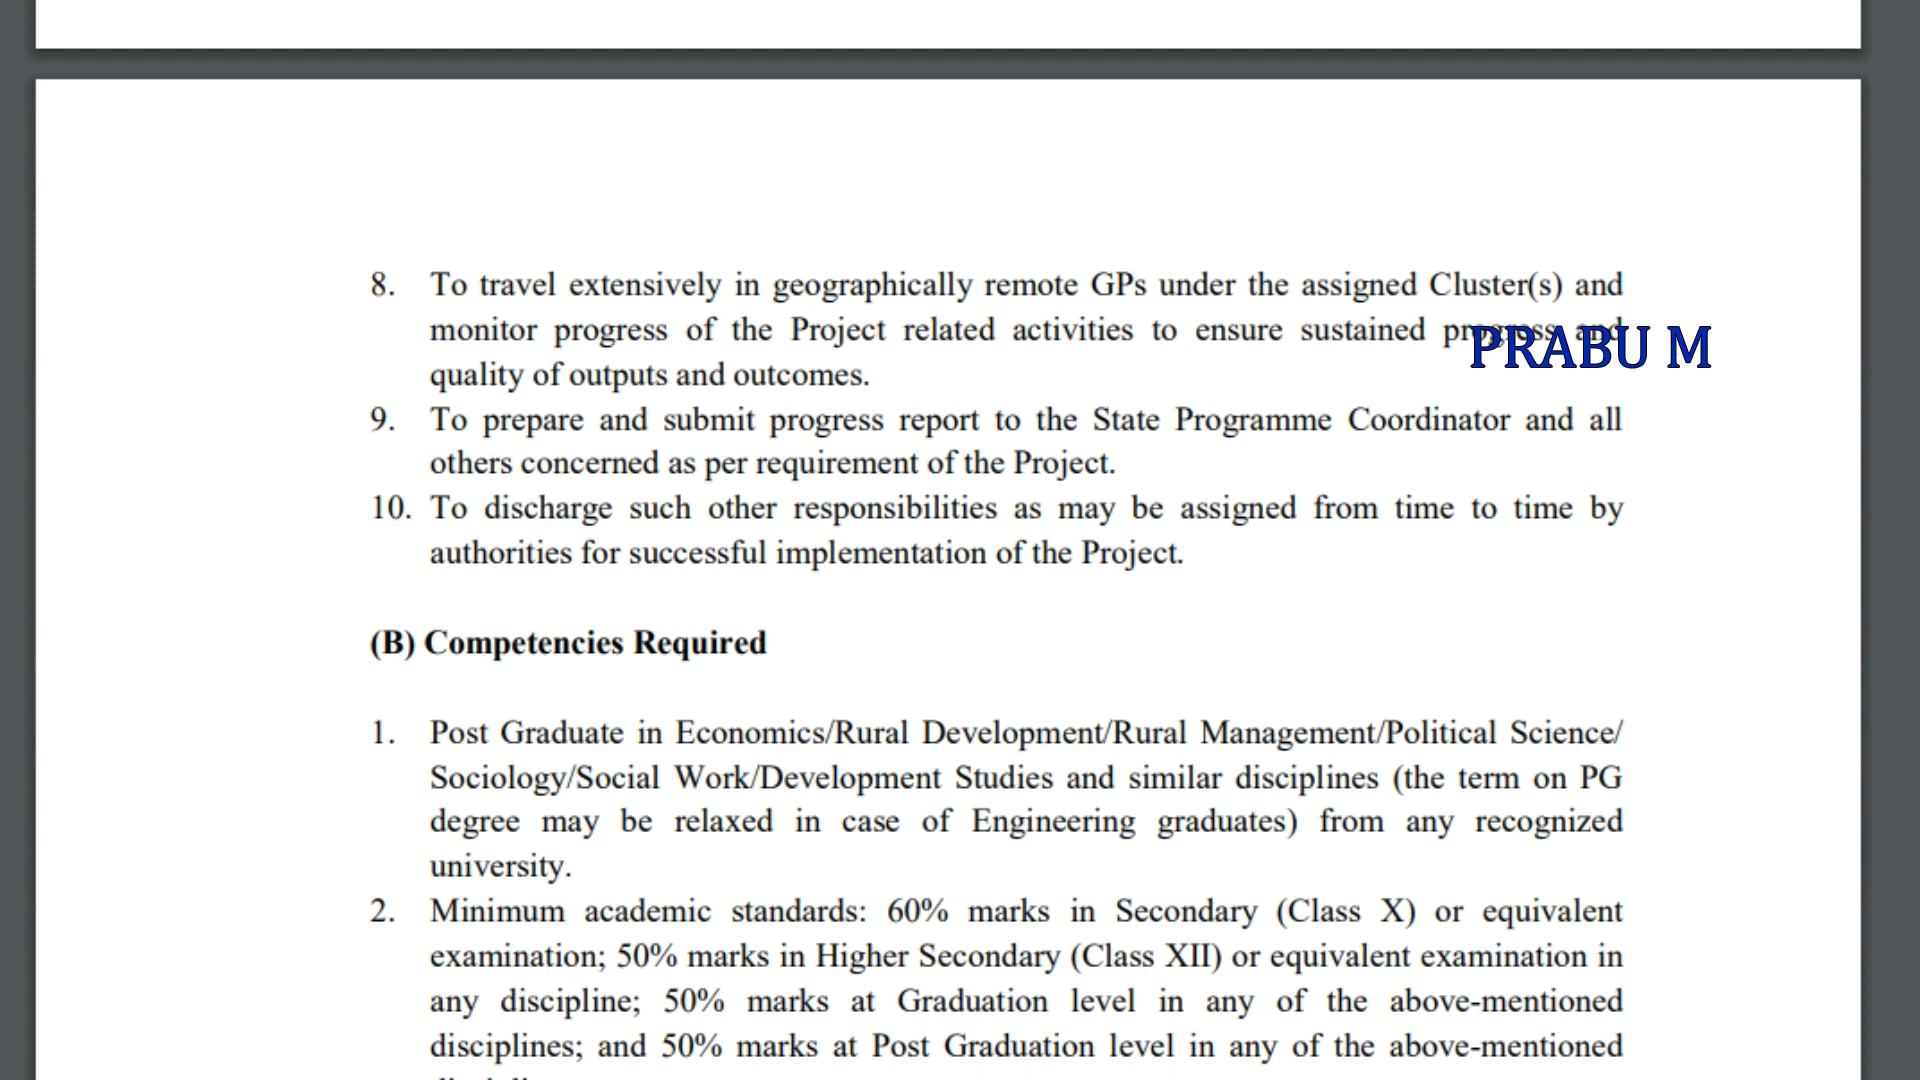 8. To travel extensively in geographically remote GPs under the assigned Cluster(s) and
monitor progress of the Project related activities to ensure sustained progress and
PRABU M
quality of outputs and outcomes.
9. To prepare and submit progress report to the State Programme Coordinator and all
others concerned as per requirement of the Project.
10. To discharge such other responsibilities as may be assigned from time to time by
authorities for successful implementation of the Project.
(B) Competencies Required
1. Post Graduate in Economics/Rural Development/Rural Management/Political Science/
Sociology/Social Work/Development Studies and similar disciplines (the term on PG
degree may be relaxed in case of Engineering graduates) from any recognized
university.
2. Minimum academic standards: 60% marks in Secondary (Class X) or equivalent
examination; 50% marks in Higher Secondary (Class XII) or equivalent examination in
any discipline; 50% marks at Graduation level in any of the above-mentioned
disciplines; and 50% marks at Post Graduation level in any of the above-mentioned